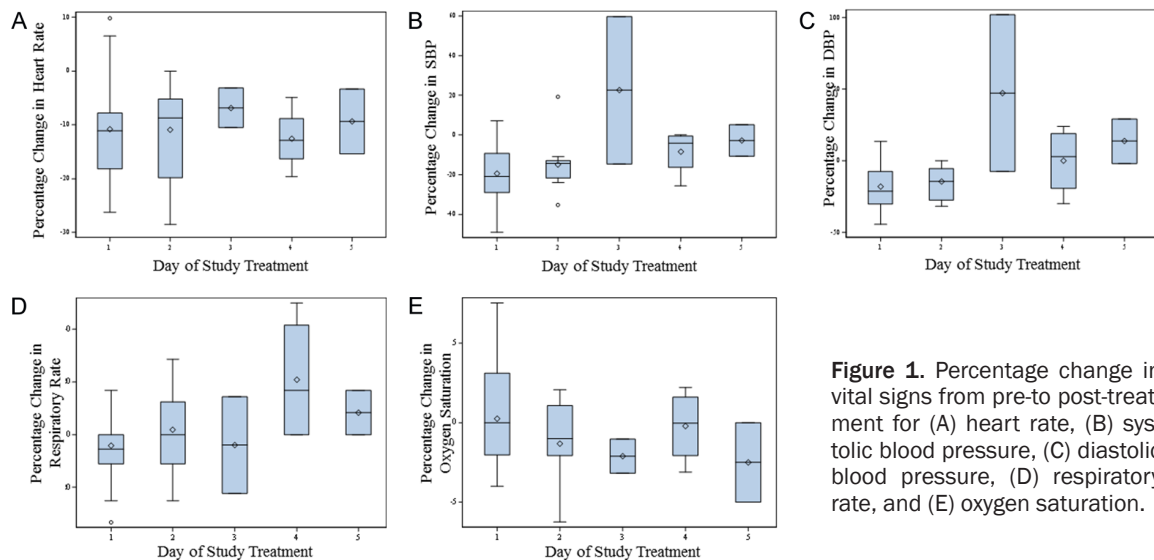 A
Percentage Change in Heart Rate
10
0
-10
-20
-30
1 2 3 4 5
Day of Study Treatment
B
Percentage Change in SBP
60
40
20
0
-20
-40
1 2 3 4 5
Day of Study Treatment
C
Percentage Change in DBP
100
0
-50
1 2 3 4 5
Day of Study Treatment
D
Percentage Change in
Respiratory Rate
1 2 3 4 5
Day of Study Treatment
E
Percentage Change in
Oxygen Saturation
5
0
-5
1 2 3 4 5
Day of Study Treatment
Figure 1. Percentage change in
vital signs from pre-to post-treat-
ment for (A) heart rate, (B) sys-
tolic blood pressure, (C) diastolic
blood pressure, (D) respiratory
rate, and (E) oxygen saturation.